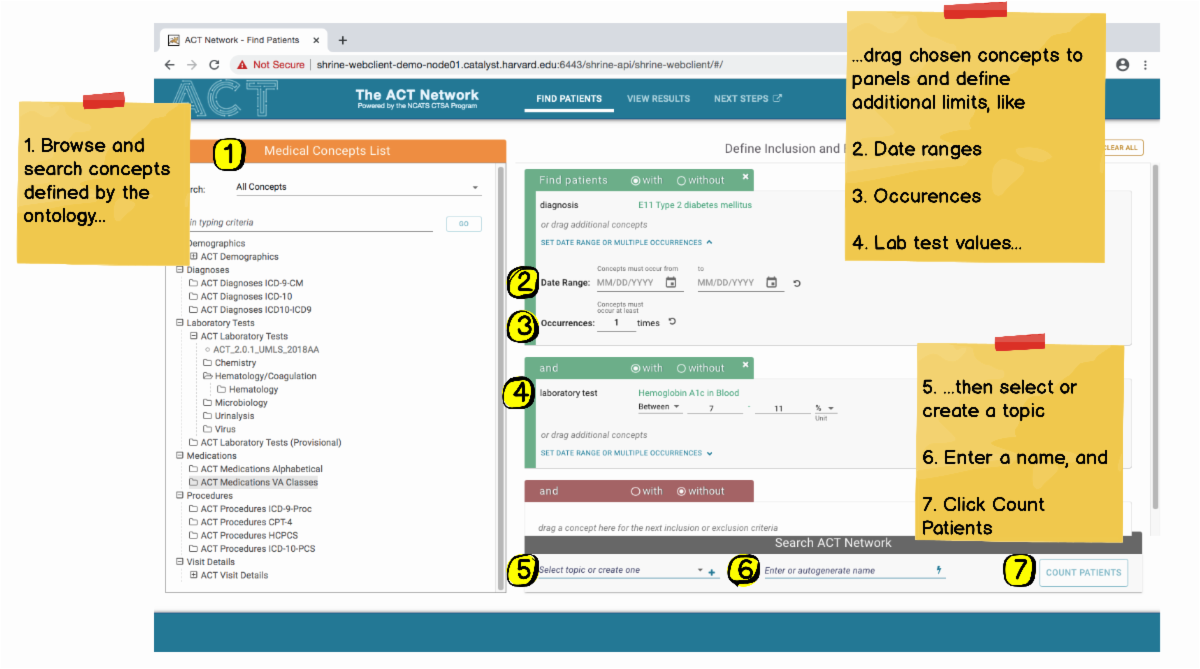 ACT Network - Find Patients × +
Not Secure | shrine-webclient-demo-node01.catalyst.harvard.edu:6443/shrine-api/shrine-webclient/#/
ACT
The ACT Network
Powered by the NCATS CTSA Program
FIND PATIENTS VIEW RESULTS NEXT STEPS
1. Browse and
search concepts
defined by the
ontology...
...drag chosen concepts to
panels and define
additional limits, like
2. Date ranges
3. Occurences
4. Lab test values...
1
Medical Concepts List
All Concepts
typing criteria
GO
Demographics
ACT Demographics
Diagnoses
ACT Diagnoses ICD-9-CM
ACT Diagnoses ICD-10
ACT Diagnoses ICD10-ICD9
Laboratory Tests
ACT Laboratory Tests
ACT_2.0.1_UMLS_2018AA
Chemistry
Hematology/Coagulation
Hematology
Microbiology
Urinalysis
Virus
ACT Laboratory Tests (Provisional)
Medications
ACT Medications Alphabetical
ACT Medications VA Classes
Procedures
ACT Procedures ICD-9-Proc
ACT Procedures CPT-4
ACT Procedures HCPCS
ACT Procedures ICD-10-PCS
Visit Details
ACT Visit Details
Define Inclusion and
CLEAR ALL
Find patients with without ×
diagnosis E11 Type 2 diabetes mellitus
or drag additional concepts
SET DATE RANGE OR MULTIPLE OCCURRENCES
Concepts must occur from to
2 Date Range: MM/DD/YYYY MM/DD/YYYY
Concepts must
occur at least
3 Occurrences: 1 times
and with without ×
4 laboratory test Hemoglobin A1c in Blood
Between 7 - 11 %
Unit
or drag additional concepts
SET DATE RANGE OR MULTIPLE OCCURRENCES
and with without
drag a concept here for the next inclusion or exclusion criteria
5. ...then select or
create a topic
6. Enter a name, and
7. Click Count
Patients
Search ACT Network
5 Select topic or create one + 6 Enter or autogenerate name 7 COUNT PATIENTS